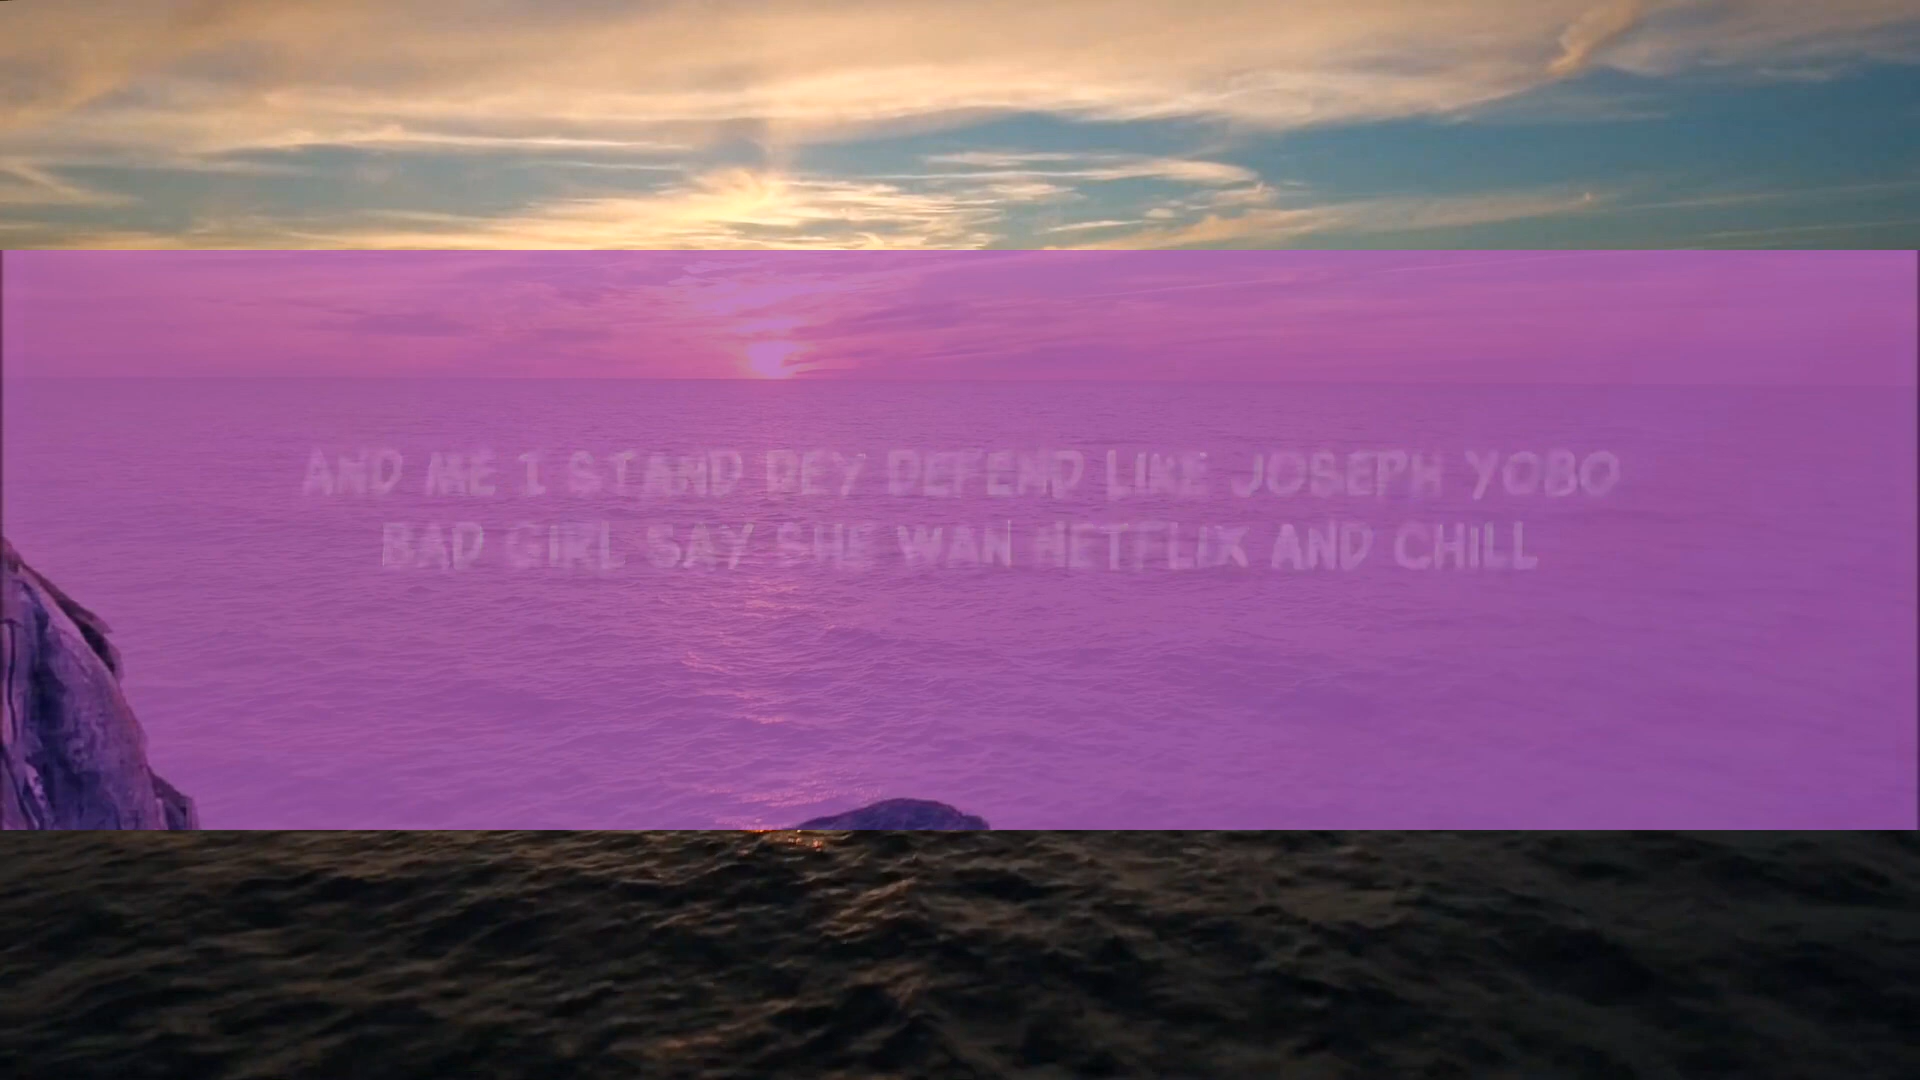 AND ME I STAND DEY DEFEND LIKE JOSEPH YOBO
BAD GIRL SAY SHE WAN NETFLIX AND CHILL